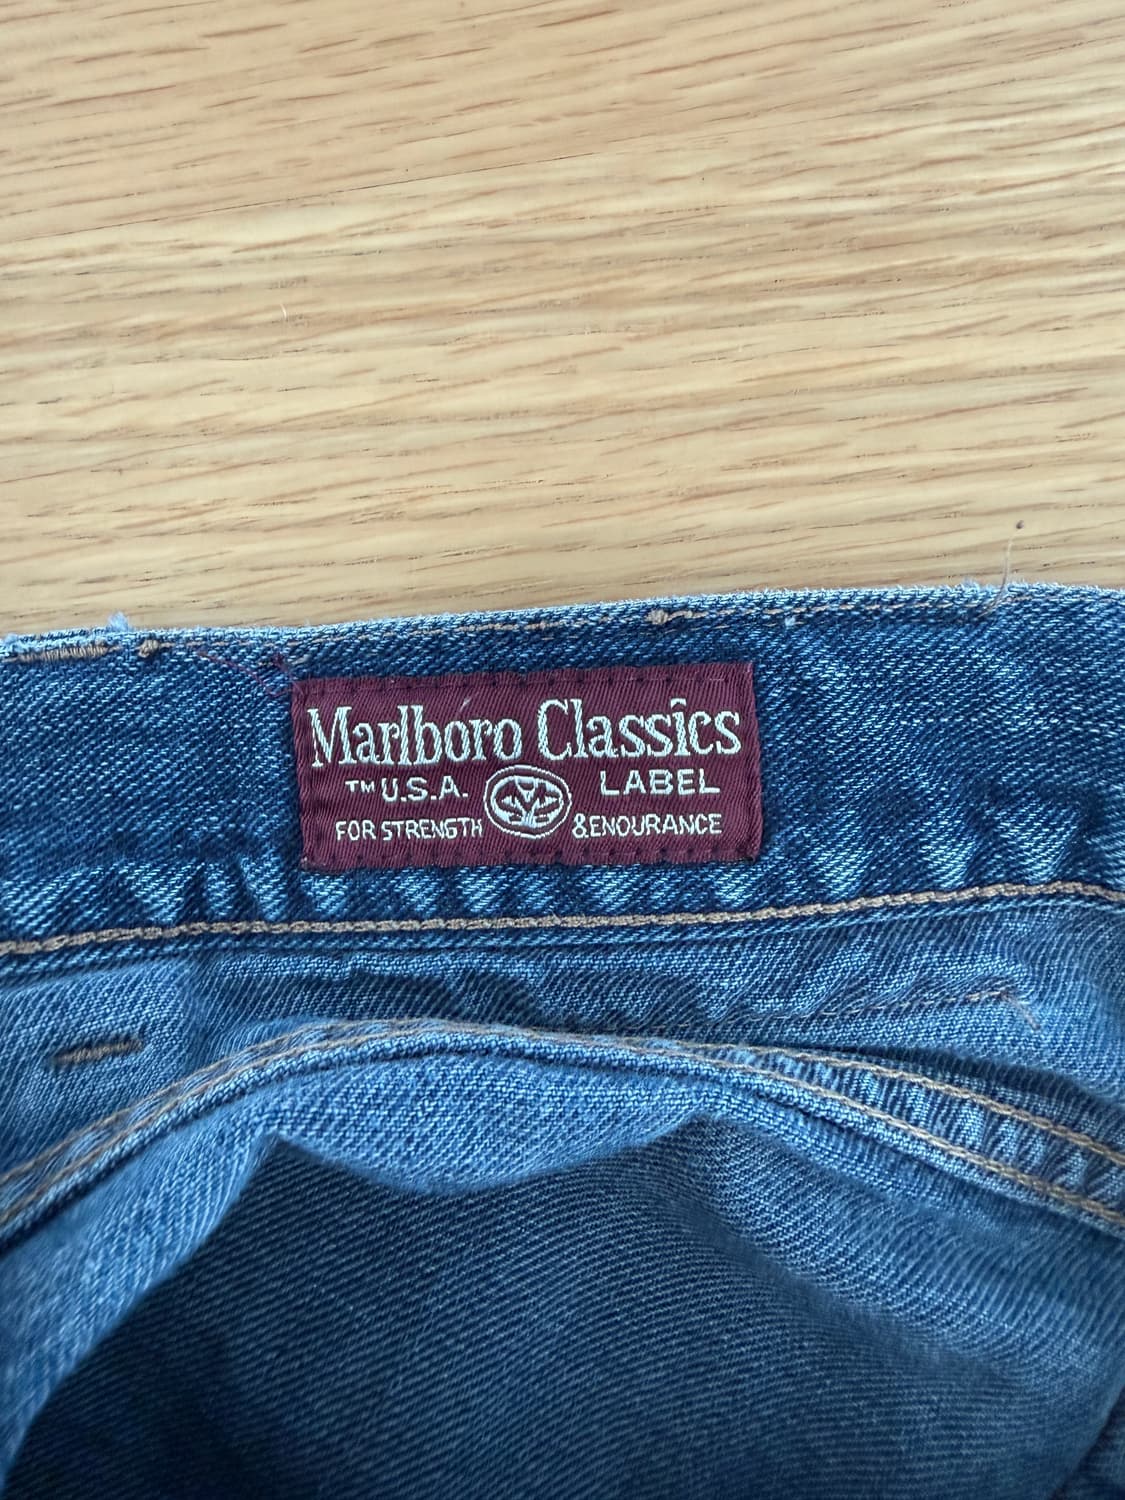 Marlboro Classics
TM U.S.A. LABEL
FOR STRENGTH &ENDURANCE